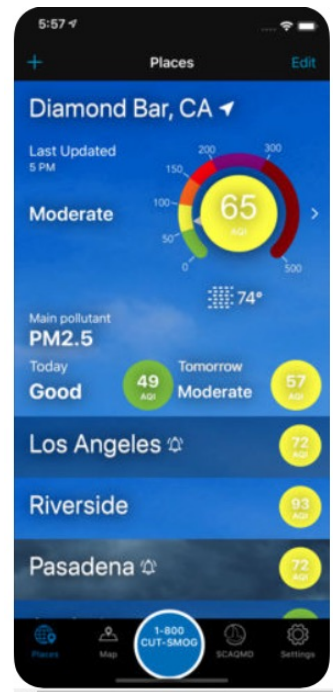 5:57
Places
Edit
Diamond Bar, CA
Last Updated
5 PM
Moderate
0
50
100
150
200
300
500
65
AQI
74°
Main pollutant
PM2.5
Today
Good
49
AQI
Tomorrow
Moderate
57
AQI
Los Angeles
72
AQI
Riverside
93
AQI
Pasadena
72
AQI
Places
Map
1-800
CUT-SMOG
SCAQMD
Settings